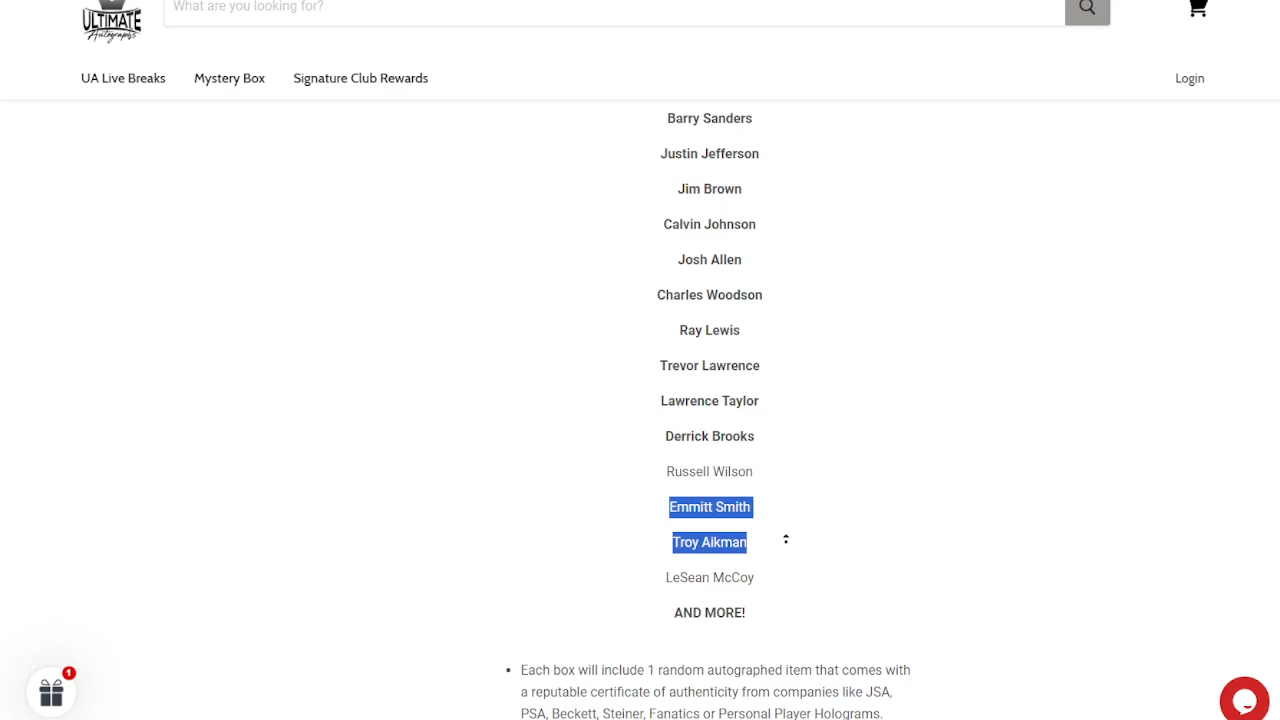 ULTIMATE
Autographs
What are you looking for?
UA Live Breaks
Mystery Box
Signature Club Rewards
Login
Barry Sanders
Justin Jefferson
Jim Brown
Calvin Johnson
Josh Allen
Charles Woodson
Ray Lewis
Trevor Lawrence
Lawrence Taylor
Derrick Brooks
Russell Wilson
Emmitt Smith
Troy Aikman
LeSean McCoy
AND MORE!
• Each box will include 1 random autographed item that comes with
a reputable certificate of authenticity from companies like JSA,
PSA, Beckett, Steiner, Fanatics or Personal Player Holograms.
1